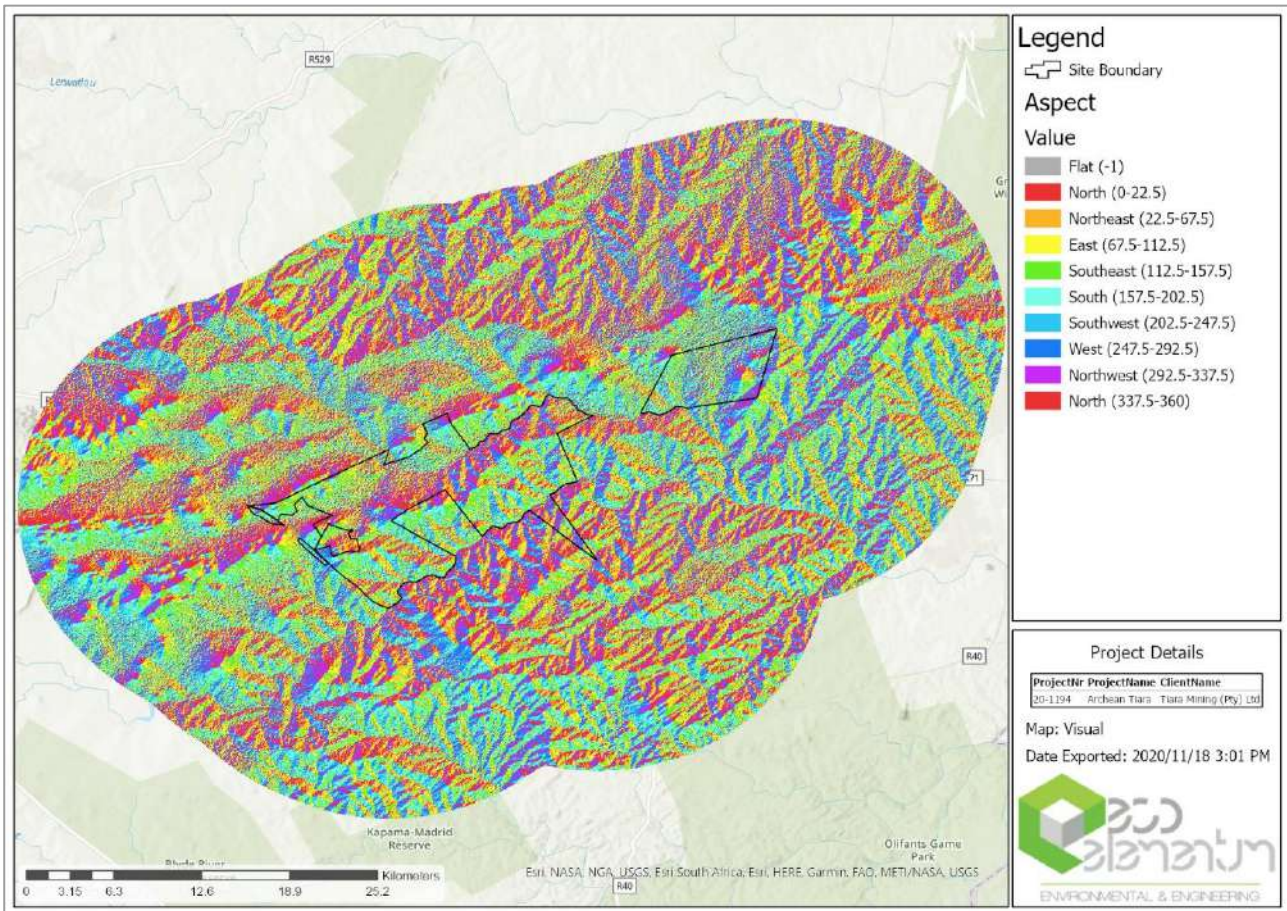 R529
Lerwatlou
N
Kapama-Madrid
Reserve
Olifants Game
Park
R40
R40
Kilometers
0 3.15 6.3 12.6 18.9 25.2
Esri, NASA, NGA, USGS, Esri South Africa, Esri, HERE, Garmin, FAO, METI/NASA, USGS
Legend
Site Boundary
Aspect
Value
Flat (-1)
North (0-22.5)
Northeast (22.5-67.5)
East (67.5-112.5)
Southeast (112.5-157.5)
South (157.5-202.5)
Southwest (202.5-247.5)
West (247.5-292.5)
Northwest (292.5-337.5)
North (337.5-360)
Project Details
ProjectNr ProjectName ClientName
20-1194 Archean Tiara Tiara Mining (Pty) Ltd
Map: Visual
Date Exported: 2020/11/18 3:01 PM
eco
elementum
ENVIRONMENTAL & ENGINEERING